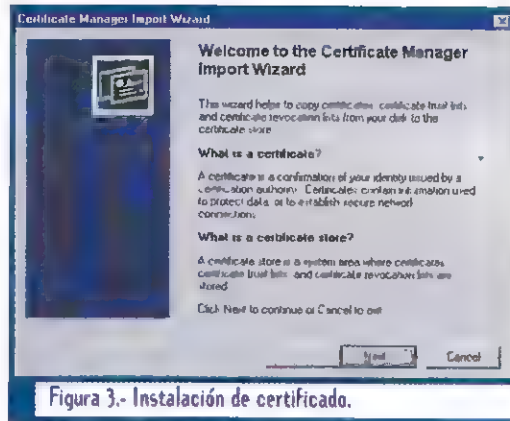 Certificate Manager Import Wizard
Welcome to the Certificate Manager
Import Wizard
This wizard helps to copy certificates, certificate trust lists
and certificate revocation lists from your disk to the
certificate store
What is a certificate?
A certificate is a confirmation of your identity issued by a
certification authority. Certificates contain information used
to protect data, or to establish secure network
connections
What is a certificate store?
A certificate store is a system area where certificates,
certificate trust lists, and certificate revocation lists are
stored
Click Next to continue or Cancel to exit
Next
Cancel
Figura 3.- Instalación de certificado.